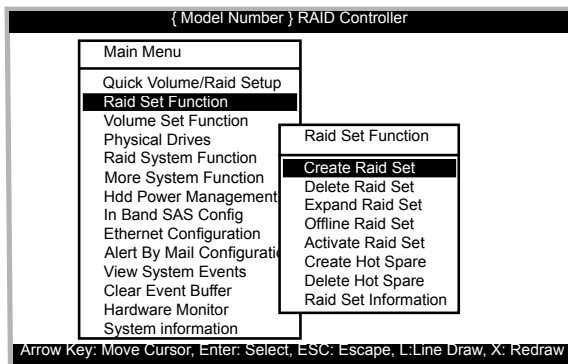 { Model Number } RAID Controller
Main Menu
Quick Volume/Raid Setup
Raid Set Function
Volume Set Function
Physical Drives
Raid System Function
More System Function
Hdd Power Management
In Band SAS Config
Ethernet Configuration
Alert By Mail Configuratio
View System Events
Clear Event Buffer
Hardware Monitor
System information
Raid Set Function
Create Raid Set
Delete Raid Set
Expand Raid Set
Offline Raid Set
Activate Raid Set
Create Hot Spare
Delete Hot Spare
Raid Set Information
Arrow Key: Move Cursor, Enter: Select, ESC: Escape, L:Line Draw, X: Redraw